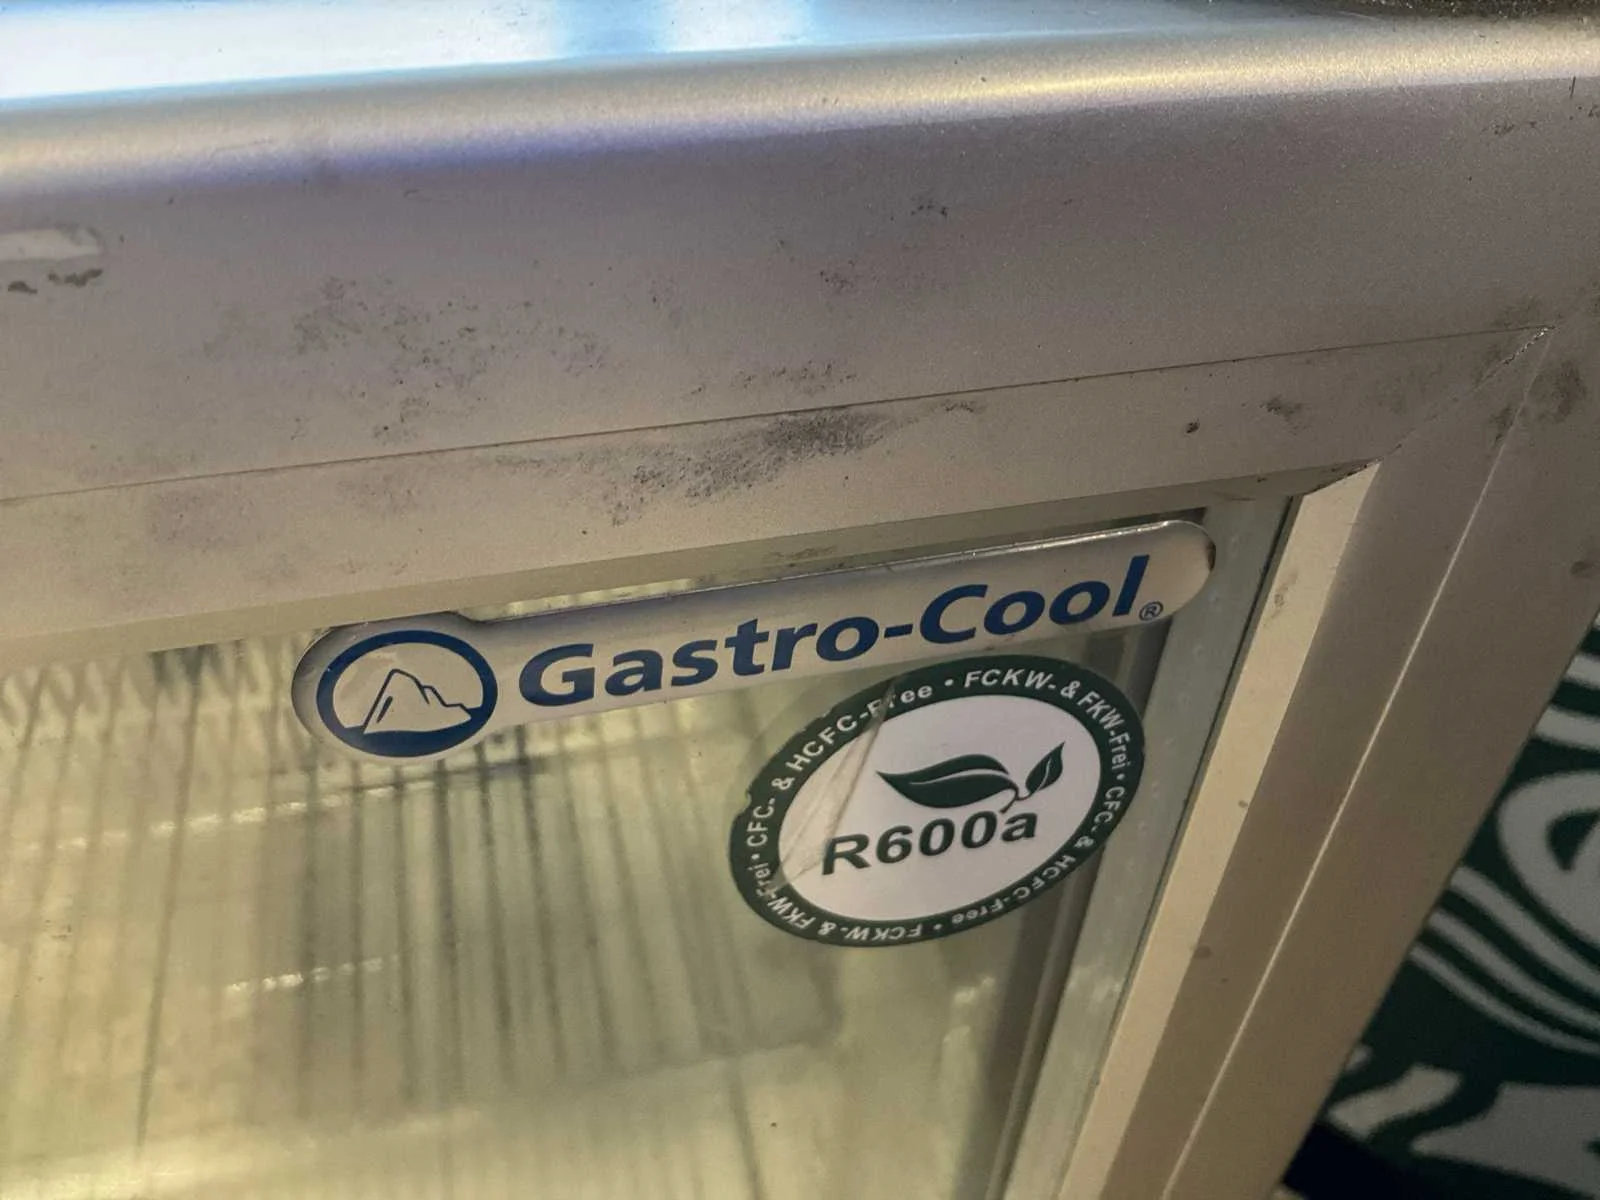 Gastro-Cool®
FCKW- & FKW-Frei • CFC- & HCFC-Free • FCKW- & FKW-Frei • CFC- & HCFC-Free •
R600a